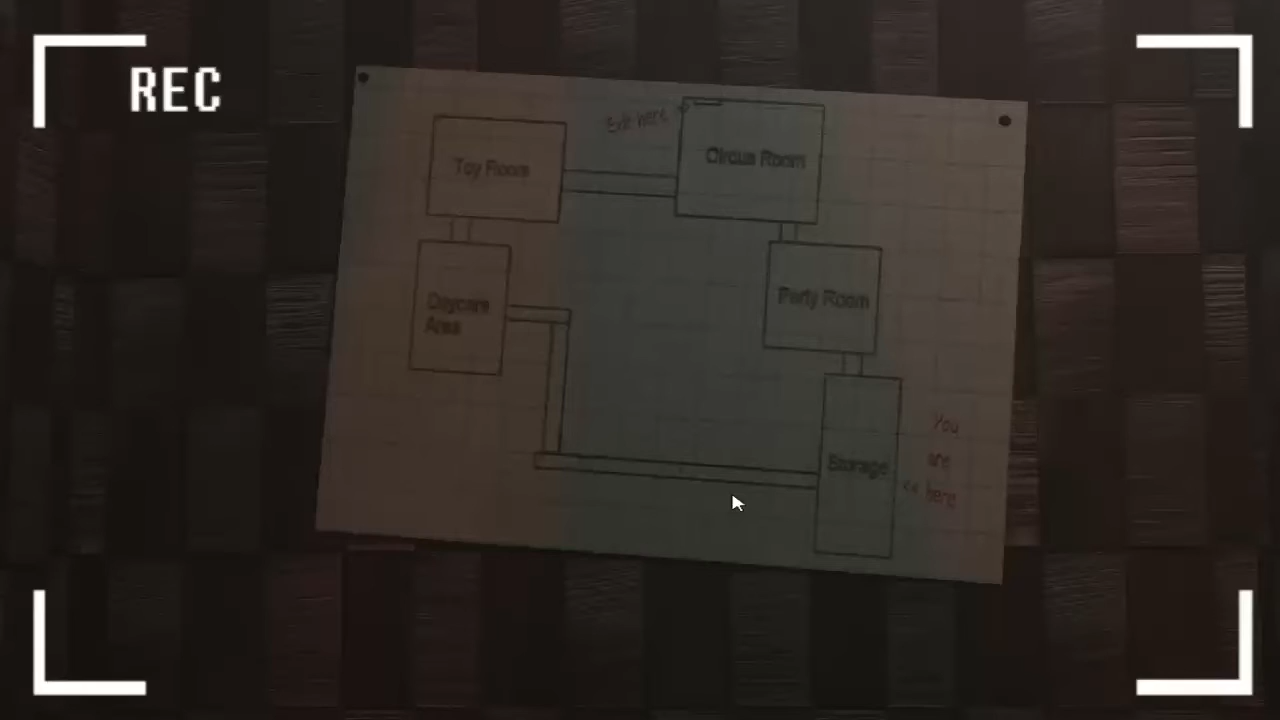 REC
Exit here
Toy Room
Circus Room
Daycare
Area
Party Room
Storage
You
are
<< here